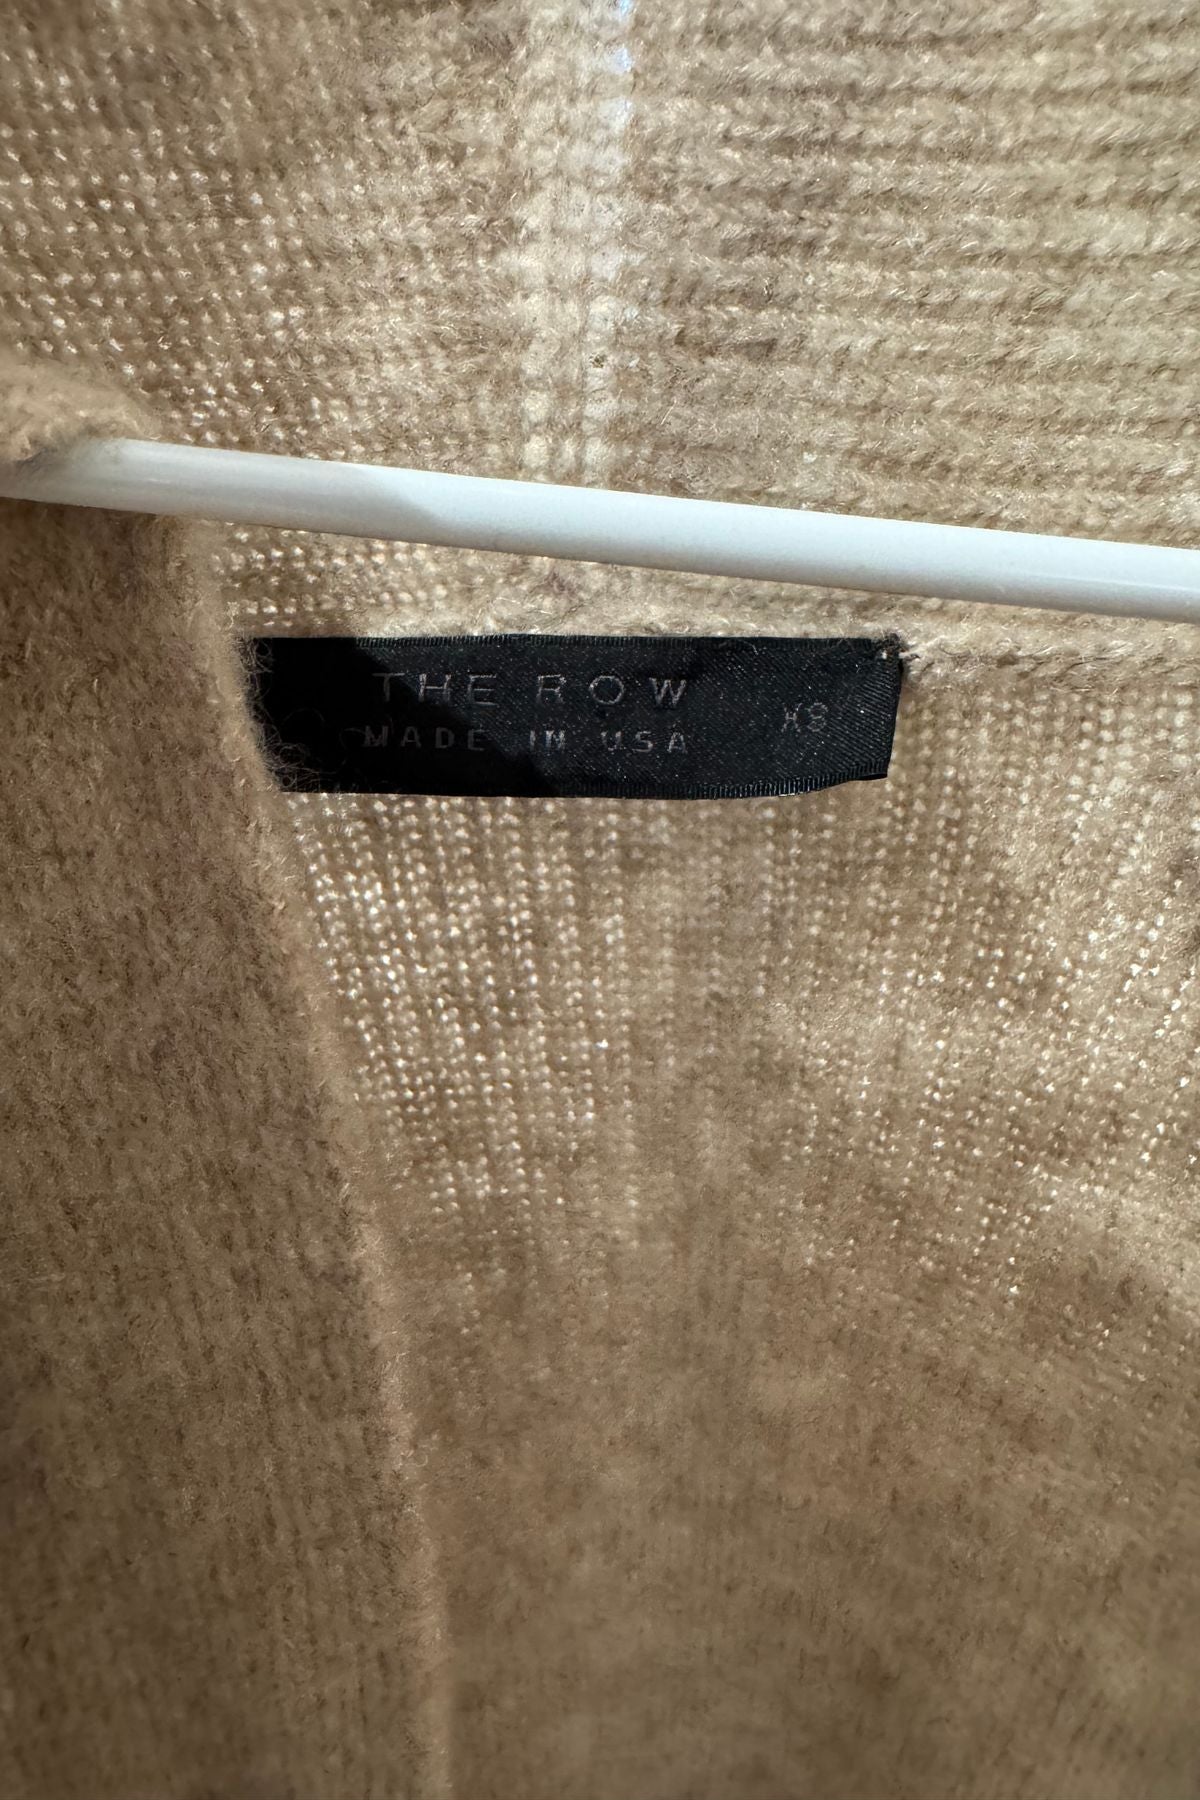 THE ROW
MADE IN USA
XS